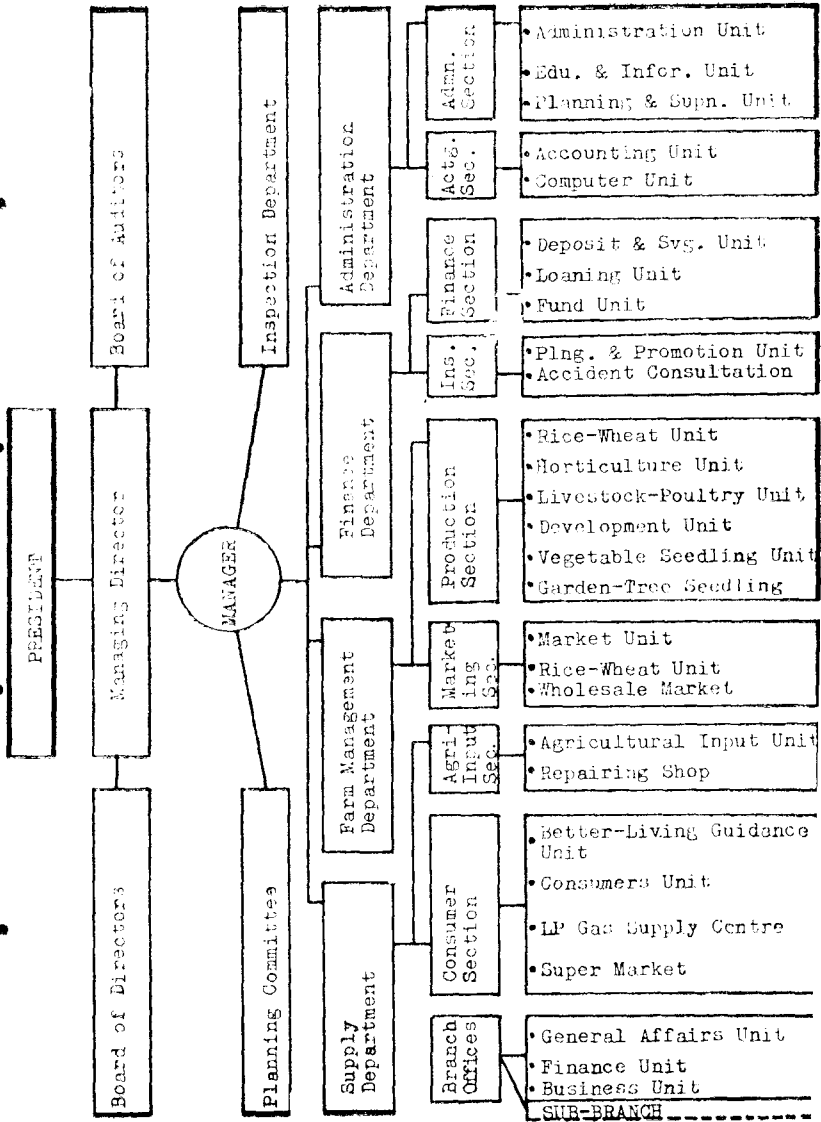 PRESIDENT
Board of Directors
Managing Director
Board of Auditors
MANAGER
Planning Committee
Inspection Department
Supply
Department
Farm Management
Department
Finance
Department
Administration
Department
Admn.
Section
• Administration Unit
• Edu. & Infor. Unit
• Planning & Supn. Unit
Actg.
Sec.
• Accounting Unit
• Computer Unit
Finance
Section
• Deposit & Svg. Unit
• Loaning Unit
• Fund Unit
Ins.
Sec.
• Plng. & Promotion Unit
• Accident Consultation
Production
Section
• Rice-Wheat Unit
• Horticulture Unit
• Livestock-Poultry Unit
• Development Unit
• Vegetable Seedling Unit
• Garden-Tree Seedling
Market
ing
Sec.
• Market Unit
• Rice-Wheat Unit
• Wholesale Market
Agri-
Input
Sec.
• Agricultural Input Unit
• Repairing Shop
Consumer
Section
• Better-Living Guidance
Unit
• Consumers Unit
• LP Gas Supply Centre
• Super Market
Branch
Offices
• General Affairs Unit
• Finance Unit
• Business Unit
SUB-BRANCH